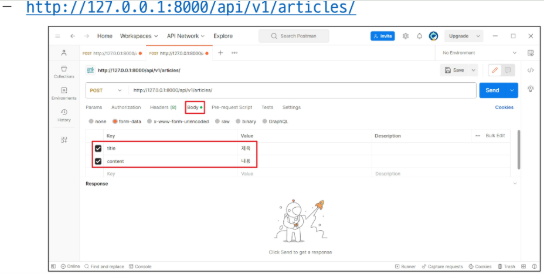 – http://127.0.0.1:8000/api/v1/articles/
Home Workspaces API Network Explore Search Postman Invite Upgrade
POST http://127.0.0.1:8000/a POST http://127.0.0.1:8000/a No Environment
Collections http://127.0.0.1:8000/api/v1/articles/ Save
Environments POST http://127.0.0.1:8000/api/v1/articles/ Send
History Params Authorization Headers (8) Body Pre-request Script Tests Settings Cookies
none form-data x-www-form-urlencoded raw binary GraphQL
Key Value Description Bulk Edit
title 제목
content 내용
Key Value Description
Response
Click Send to get a response
Online Find and replace Console Runner Capture requests Cookies Trash